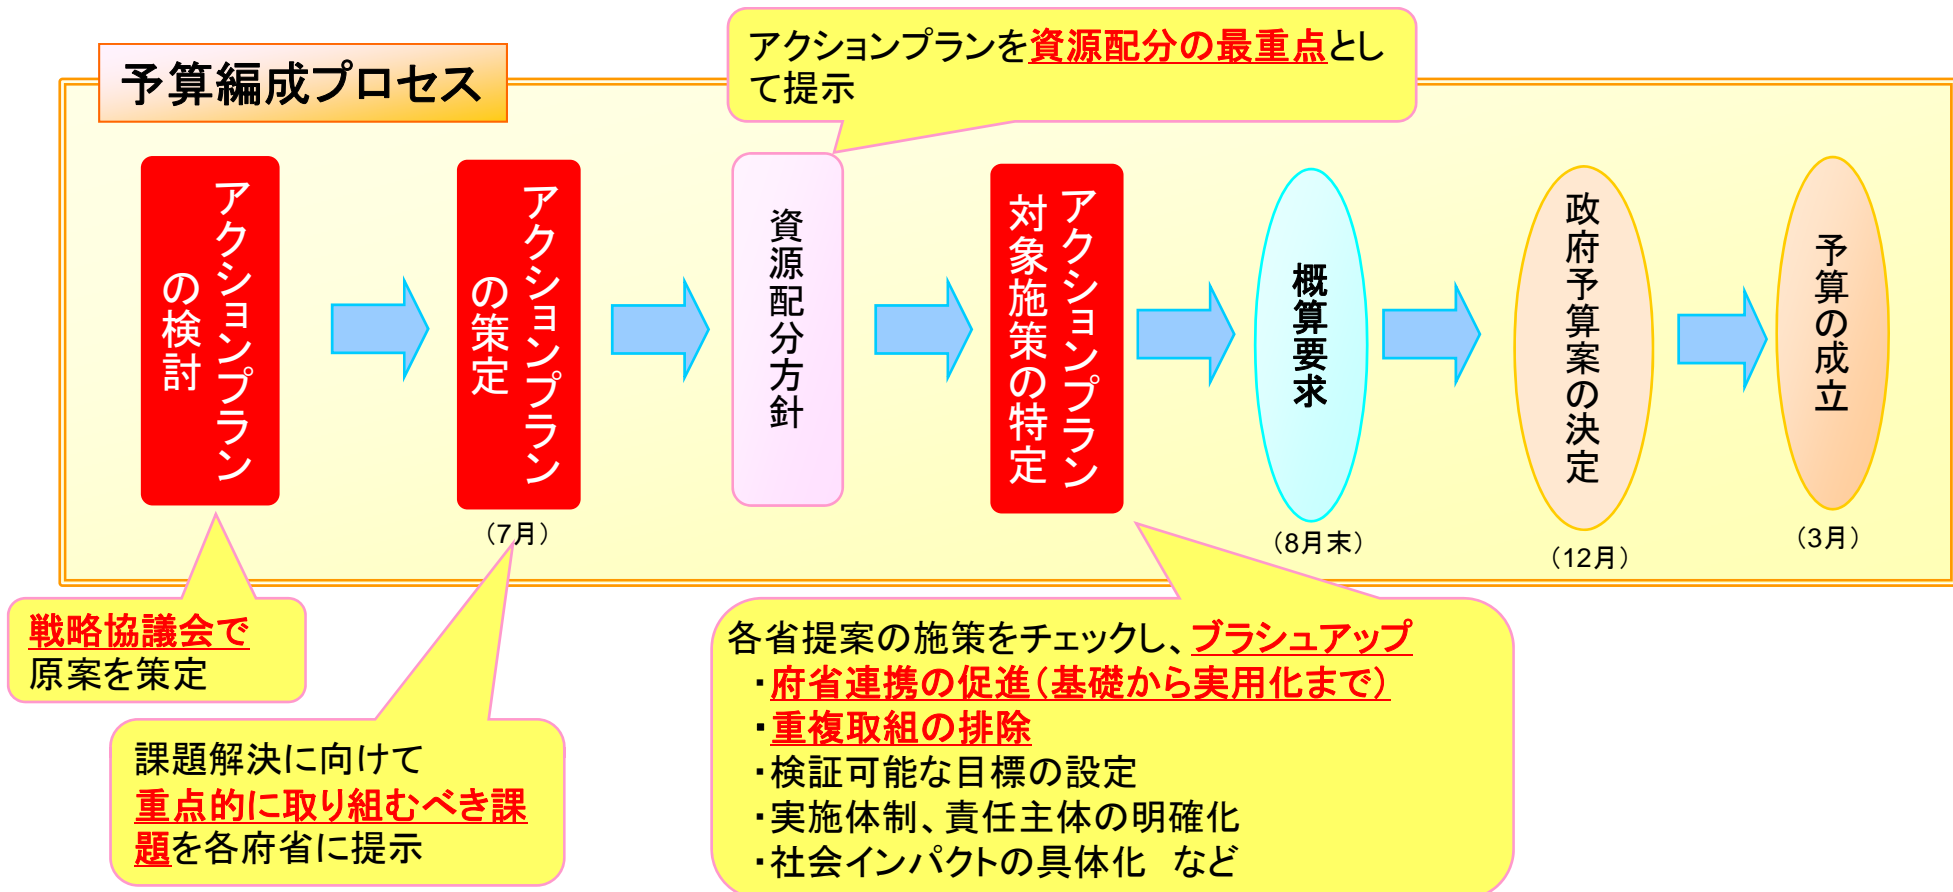 アクションプランを資源配分の最重点とし
て提示
予算編成プロセス
アクションプラン
の検討
アクションプラン
の策定
(7月)
資源配分方針
アクションプラン
対象施策の特定
概算要求
(8月末)
政府予算案の決定
(12月)
予算の成立
(3月)
戦略協議会で
原案を策定
課題解決に向けて
重点的に取り組むべき課
題を各府省に提示
各省提案の施策をチェックし、ブラシュアップ
・府省連携の促進(基礎から実用化まで)
・重複取組の排除
・検証可能な目標の設定
・実施体制、責任主体の明確化
・社会インパクトの具体化　など